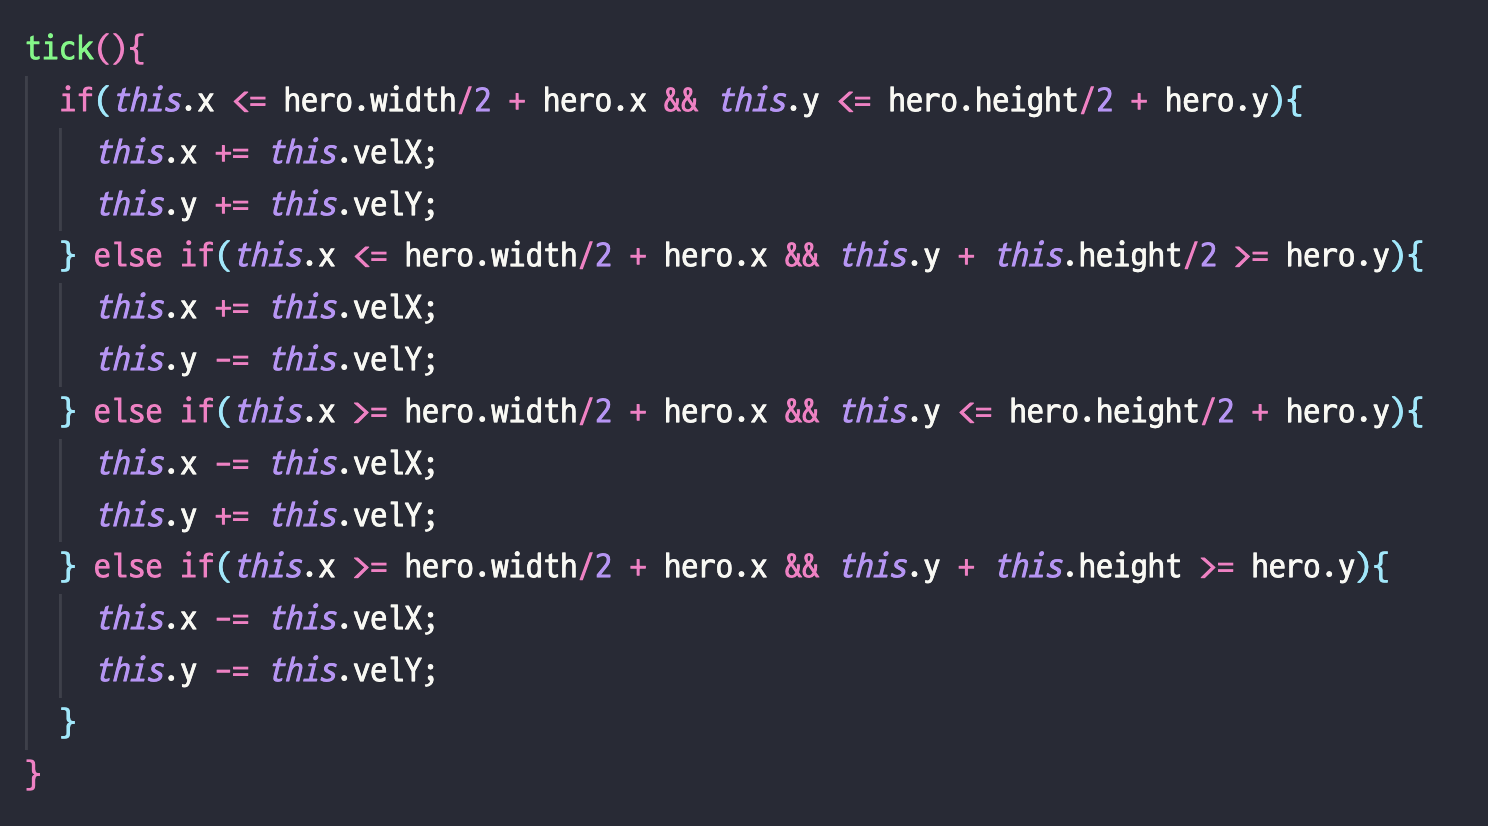 tick(){
if(this.x <= hero.width/2 + hero.x && this.y <= hero.height/2 + hero.y){
this.x += this.velX;
this.y += this.velY;
} else if(this.x <= hero.width/2 + hero.x && this.y + this.height/2 >= hero.y){
this.x += this.velX;
this.y -= this.velY;
} else if(this.x >= hero.width/2 + hero.x && this.y <= hero.height/2 + hero.y){
this.x -= this.velX;
this.y += this.velY;
} else if(this.x >= hero.width/2 + hero.x && this.y + this.height >= hero.y){
this.x -= this.velX;
this.y -= this.velY;
}
}